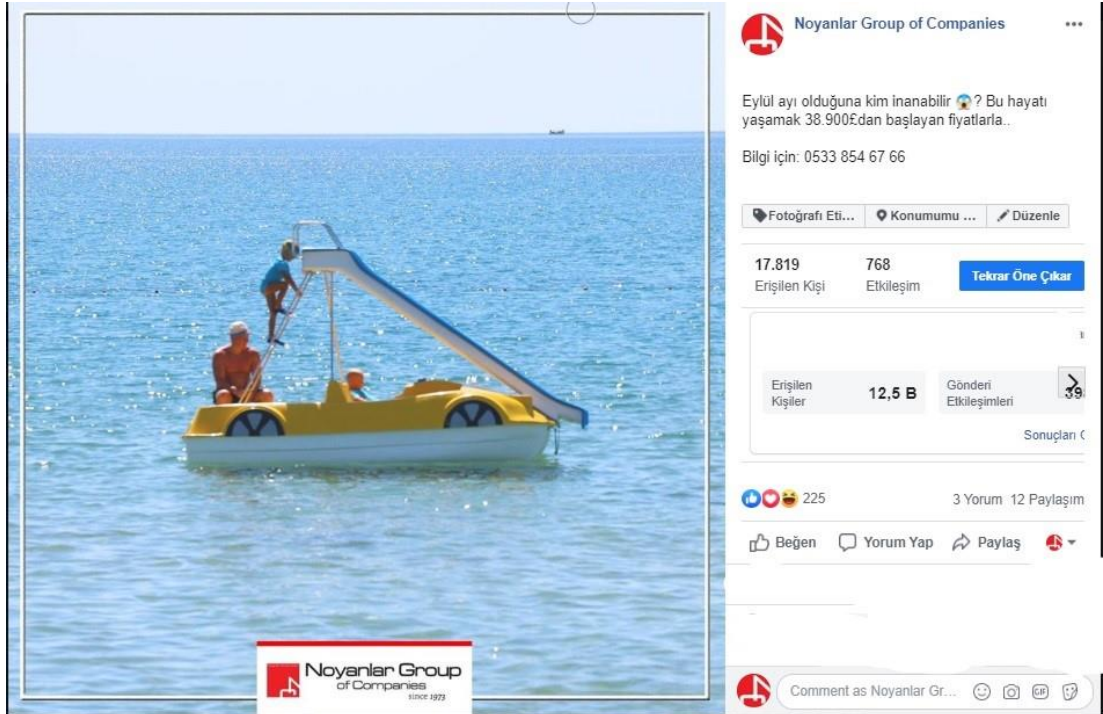 Noyanlar Group of Companies
Eylül ayı olduğuna kim inanabilir 😱? Bu hayatı
yaşamak 38.900£dan başlayan fiyatlarla..
Bilgi için: 0533 854 67 66
Fotoğrafı Eti...
Konumumu ...
Düzenle
17.819
Erişilen Kişi
768
Etkileşim
Tekrar Öne Çıkar
Erişilen
Kişiler
12,5 B
Gönderi
Etkileşimleri
39
Sonuçları
225
3 Yorum 12 Paylaşım
Beğen
Yorum Yap
Paylaş
Comment as Noyanlar Gr...
GIF
Noyanlar Group
of Companies
since 1973